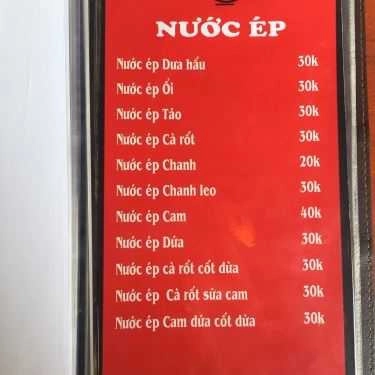 NƯỚC ÉP
Nước ép Dưa hấu 30k
Nước ép Ổi 30k
Nước ép Táo 30k
Nước ép Cà rốt 30k
Nước ép Chanh 20k
Nước ép Chanh leo 30k
Nước ép Cam 40k
Nước ép Dứa 30k
Nước ép cà rốt cốt dừa 30k
Nước ép Cà rốt sữa cam 30k
Nước ép Cam dứa cốt dừa 30k